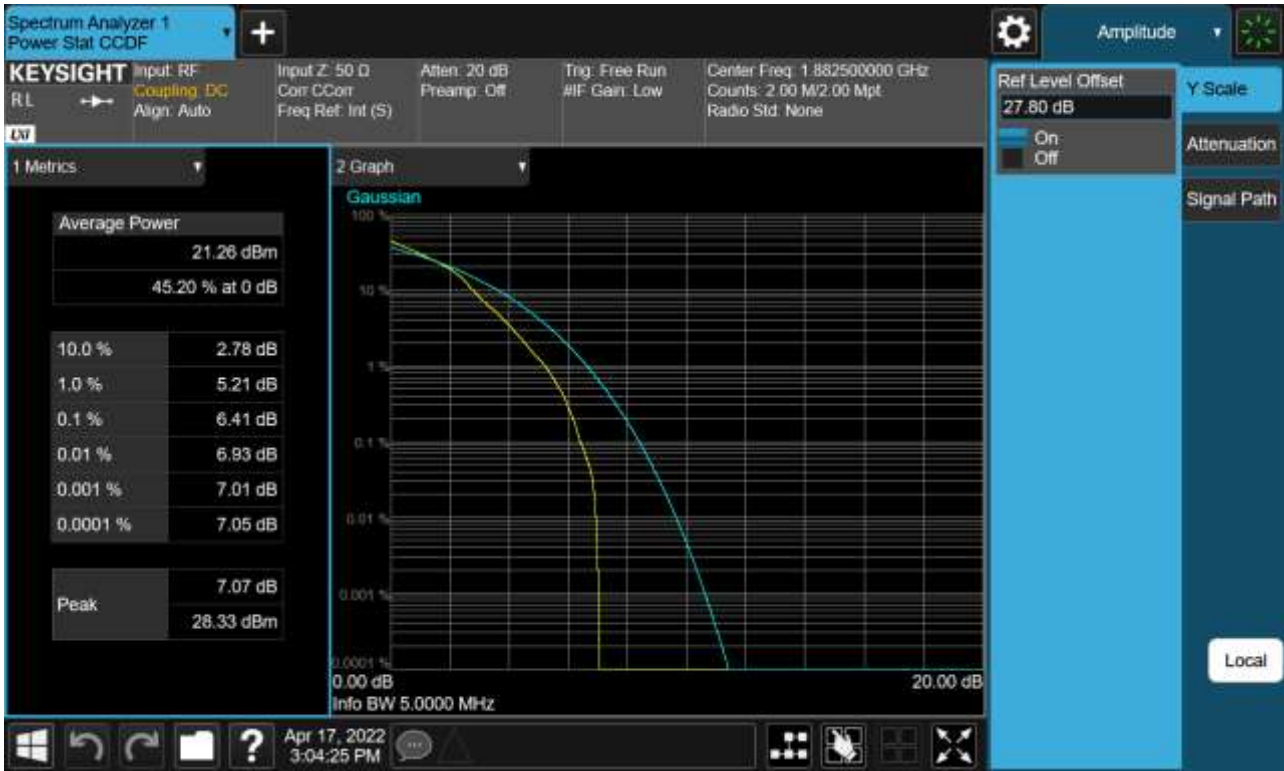 Spectrum Analyzer 1
Power Stat CCDF
+
Amplitude
KEYSIGHT
RL
LXI
Input: RF
Coupling: DC
Align: Auto
Input Z: 50 Ω
Corr CCorr
Freq Ref: Int (S)
Atten: 20 dB
Preamp: Off
Trig: Free Run
#IF Gain: Low
Center Freq: 1.882500000 GHz
Counts: 2.00 M/2.00 Mpt
Radio Std: None
Ref Level Offset
27.80 dB
On
Off
Y Scale
Attenuation
Signal Path
Local
1 Metrics
Average Power
21.26 dBm
45.20 % at 0 dB
10.0 % 2.78 dB
1.0 % 5.21 dB
0.1 % 6.41 dB
0.01 % 6.93 dB
0.001 % 7.01 dB
0.0001 % 7.05 dB
Peak 7.07 dB
28.33 dBm
2 Graph
Gaussian
100 %
10 %
1 %
0.1 %
0.01 %
0.001 %
0.0001 %
0.00 dB 20.00 dB
Info BW 5.0000 MHz
?
Apr 17, 2022
3:04:25 PM